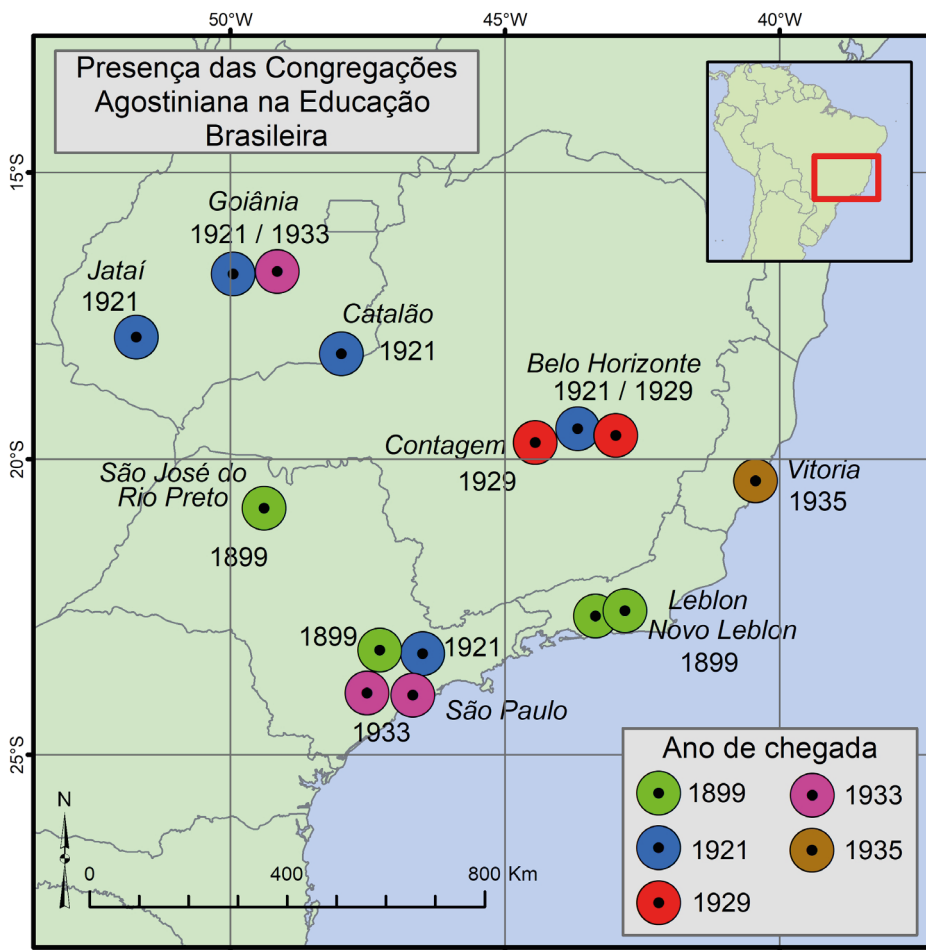 50°W
45°W
40°W
Presença das Congregações
Agostiniana na Educação
Brasileira
15°S
Goiânia
1921 / 1933
Jataí
1921
Catalão
1921
Belo Horizonte
1921 / 1929
Contagem
1929
20°S
São José do
Rio Preto
1899
Vitoria
1935
Leblon
Novo Leblon
1899
1899
1921
São Paulo
1933
25°S
Ano de chegada
1899
1933
1921
1935
1929
N
0
400
800 Km